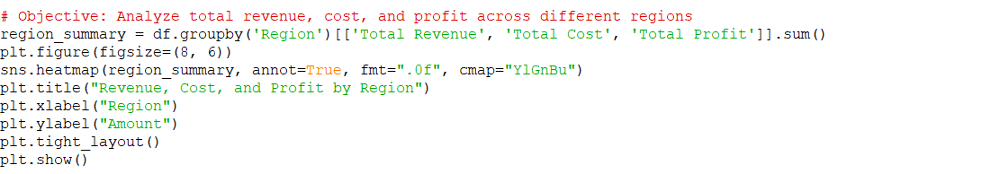 # Objective: Analyze total revenue, cost, and profit across different regions
region_summary = df.groupby('Region')[['Total Revenue', 'Total Cost', 'Total Profit']].sum()
plt.figure(figsize=(8, 6))
sns.heatmap(region_summary, annot=True, fmt=".0f", cmap="YlGnBu")
plt.title("Revenue, Cost, and Profit by Region")
plt.xlabel("Region")
plt.ylabel("Amount")
plt.tight_layout()
plt.show()